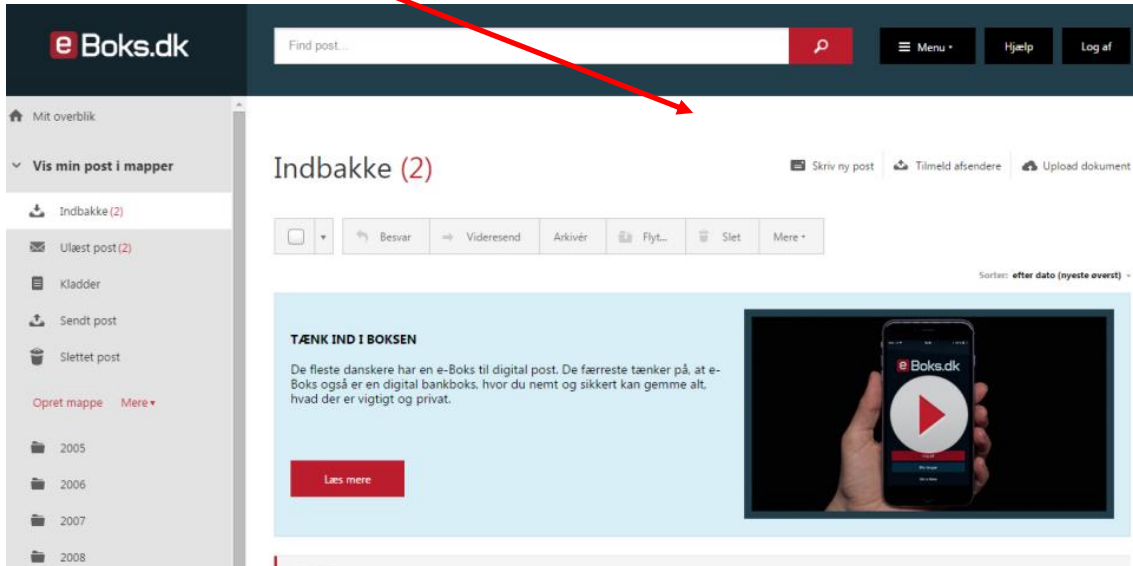 e Boks.dk
Find post...
Menu
Hjælp
Log af
Mit overblik
Vis min post i mapper
Indbakke (2)
Ulæst post (2)
Kladder
Sendt post
Slettet post
Opret mappe Mere
2005
2006
2007
2008
Indbakke (2)
Skriv ny post
Tilmeld afsendere
Upload dokument
Besvar
Videresend
Arkivér
Flyt...
Slet
Mere
Sorter: efter dato (nyeste øverst)
TÆNK IND I BOKSEN
De fleste danskere har en e-Boks til digital post. De færreste tænker på, at e-
Boks også er en digital bankboks, hvor du nemt og sikkert kan gemme alt,
hvad der er vigtigt og privat.
Læs mere
e Boks.dk